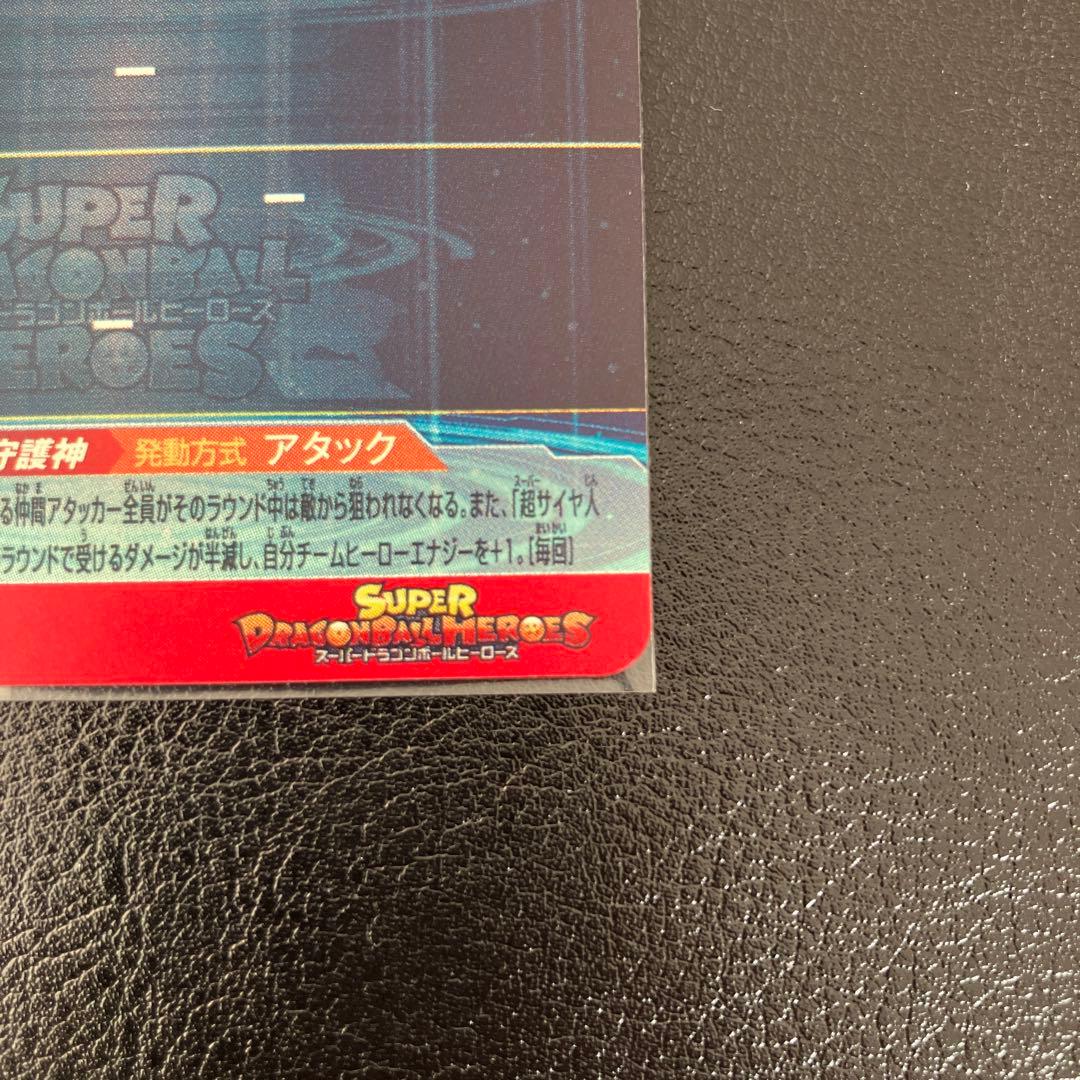 SUPER
DRAGONBALL
ドラゴンボールヒーローズ
HEROES
守護神 発動方式 アタック
る仲間アタッカー全員がそのラウンド中は敵から狙われなくなる。また、「超サイヤ人
ラウンドで受けるダメージが半減し、自分チームヒーローエナジーを+1。[毎回]
SUPER
DRAGONBALL HEROES
スーパードラゴンボールヒーローズ